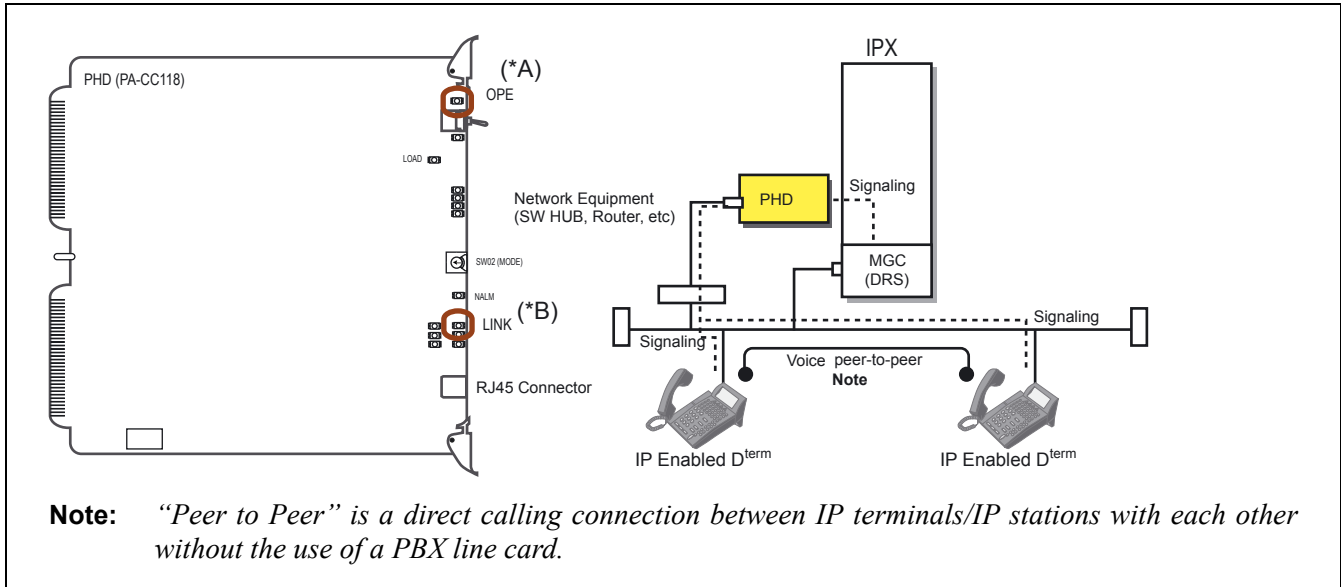 PHD (PA-CC118)
(*A)
OPE
LOAD
SW02 (MODE)
NALM
(*B)
LINK
RJ45 Connector
IPX
Network Equipment
(SW HUB, Router, etc)
PHD
Signaling
MGC
(DRS)
Signaling
Signaling
Voice peer-to-peer
Note
IP Enabled Dterm
IP Enabled Dterm
Note: “Peer to Peer” is a direct calling connection between IP terminals/IP stations with each other
without the use of a PBX line card.